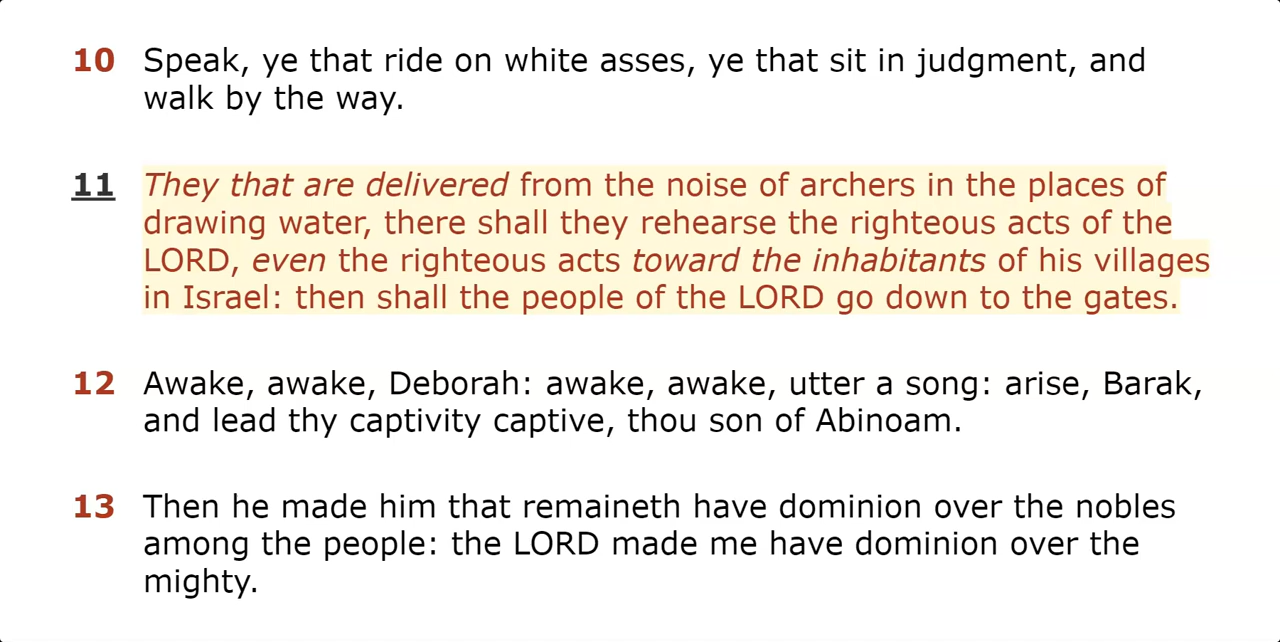 10 Speak, ye that ride on white asses, ye that sit in judgment, and
walk by the way.
11 They that are delivered from the noise of archers in the places of
drawing water, there shall they rehearse the righteous acts of the
LORD, even the righteous acts toward the inhabitants of his villages
in Israel: then shall the people of the LORD go down to the gates.
12 Awake, awake, Deborah: awake, awake, utter a song: arise, Barak,
and lead thy captivity captive, thou son of Abinoam.
13 Then he made him that remaineth have dominion over the nobles
among the people: the LORD made me have dominion over the
mighty.